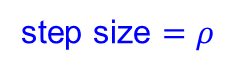 step size = ρ